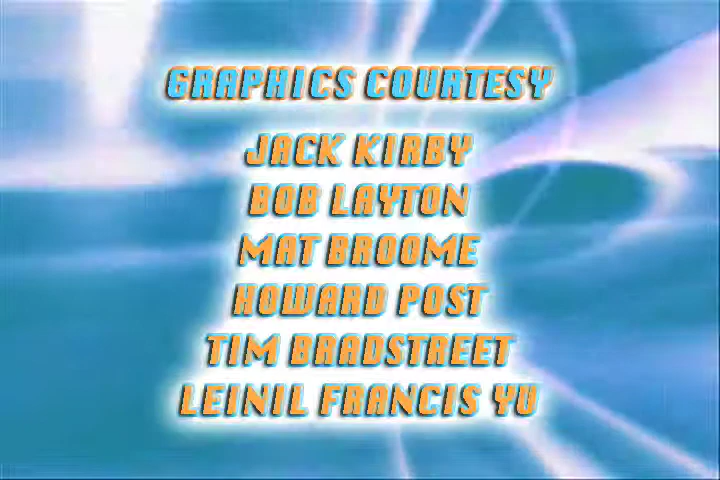 GRAPHICS COURTESY
JACK KIRBY
BOB LAYTON
MAT BROOME
HOWARD POST
TIM BRADSTREET
LEINIL FRANCIS YU